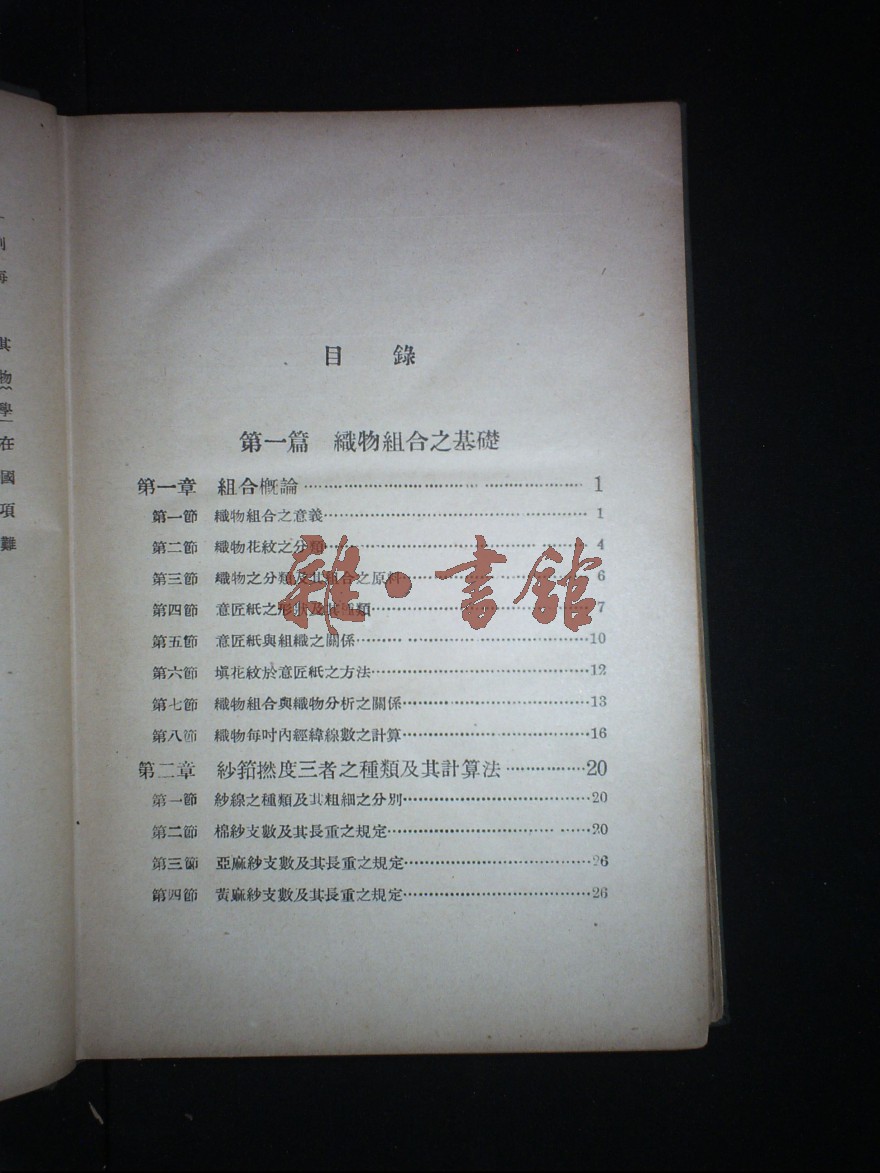 目 錄
第一篇 織物組合之基礎
第一章 組合概論 1
第一節 織物組合之意義 1
第二節 織物花紋之分類 4
第三節 織物之分類及其組合之原料 6
第四節 意匠紙之形狀及其種類 7
第五節 意匠紙與組織之關係 10
第六節 塡花紋於意匠紙之方法 12
第七節 織物組合與織物分析之關係 13
第八節 織物每吋內經緯線數之計算 16
第二章 紗筘撚度三者之種類及其計算法 20
第一節 紗線之種類及其粗細之分別 20
第二節 棉紗支數及其長重之規定 20
第三節 亞麻紗支數及其長重之規定 26
第四節 黃麻紗支數及其長重之規定 26
雜·書館
其
物
學
在
國
項
難